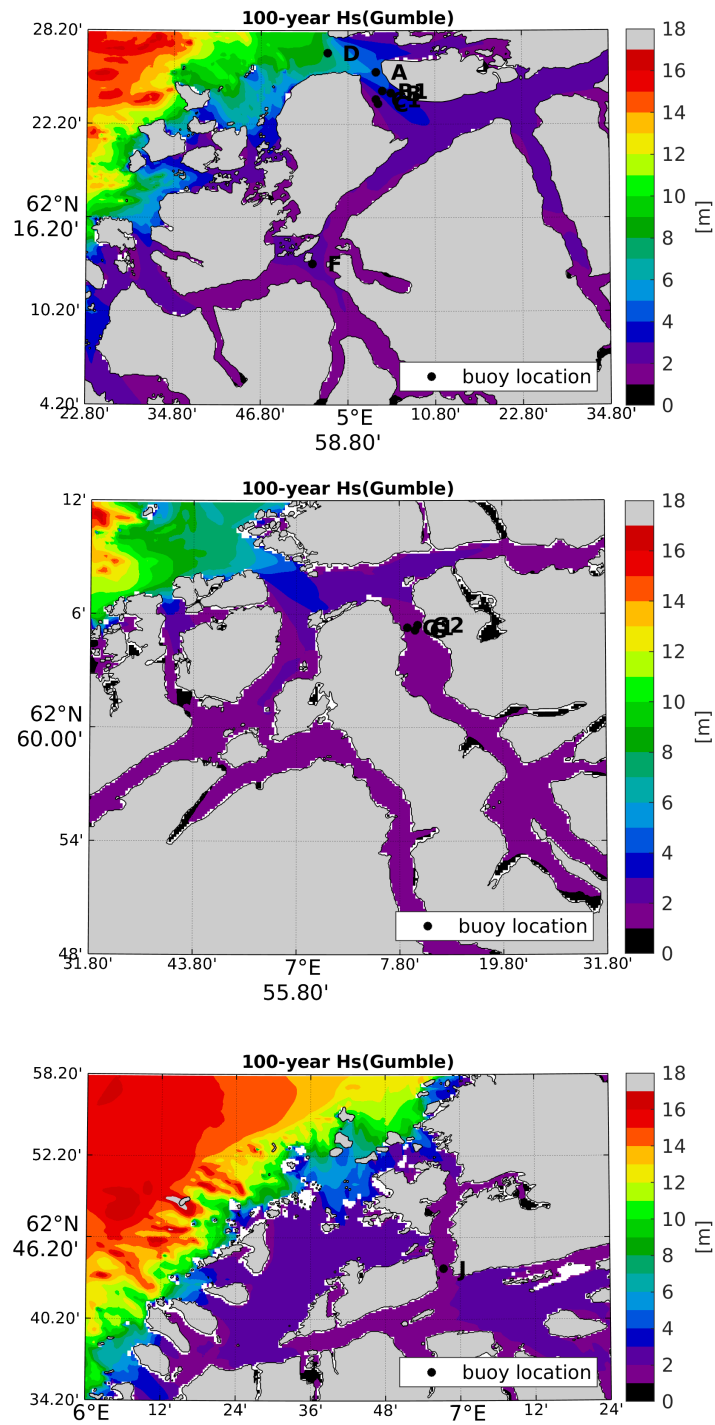 100-year Hs(Gumble)
28.20'
22.20'
62°N
16.20'
10.20'
4.20'
22.80' 34.80' 46.80' 5°E 10.80' 22.80' 34.80'
58.80'
D
A
B1
C1
F
buoy location
18
16
14
12
10
8
6
4
2
0
[m]
100-year Hs(Gumble)
12'
6'
62°N
60.00'
54'
48'
31.80' 43.80' 7°E 7.80' 19.80' 31.80'
55.80'
G2
buoy location
18
16
14
12
10
8
6
4
2
0
[m]
100-year Hs(Gumble)
58.20'
52.20'
62°N
46.20'
40.20'
34.20'
6°E 12' 24' 36' 48' 7°E 12' 24'
J
buoy location
18
16
14
12
10
8
6
4
2
0
[m]